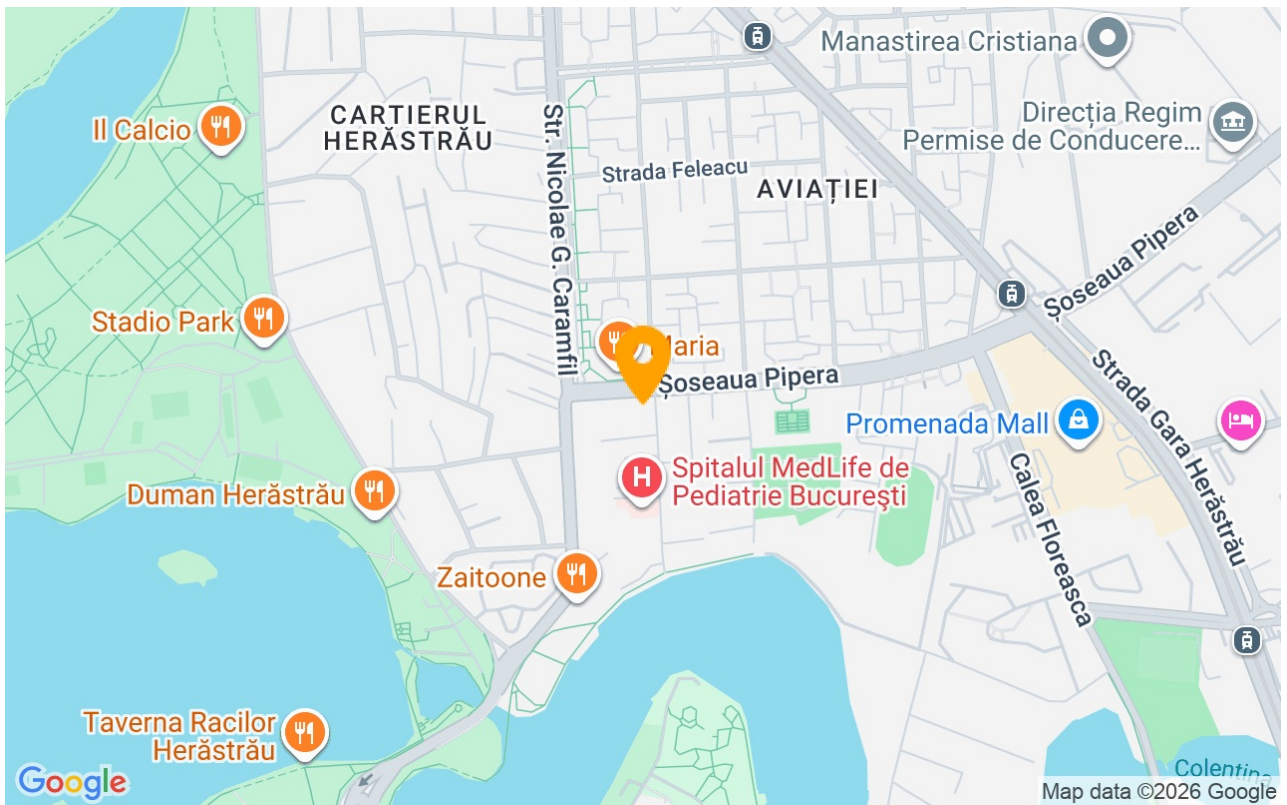 Manastirea Cristiana
Il Calcio
CARTIERUL
HERĂSTRĂU
Str. Nicolae G. Caramfil
Direcția Regim
Permise de Conducere...
Strada Feleacu
AVIAȚIEI
Șoseaua Pipera
Stadio Park
Maria
Șoseaua Pipera
Strada Gara Herăstrău
Promenada Mall
Calea Floreasca
Spitalul MedLife de
Pediatrie Bucureşti
H
Duman Herăstrău
Zaitoone
Taverna Racilor
Herăstrău
Colentina
Google
Map data ©2026 Google